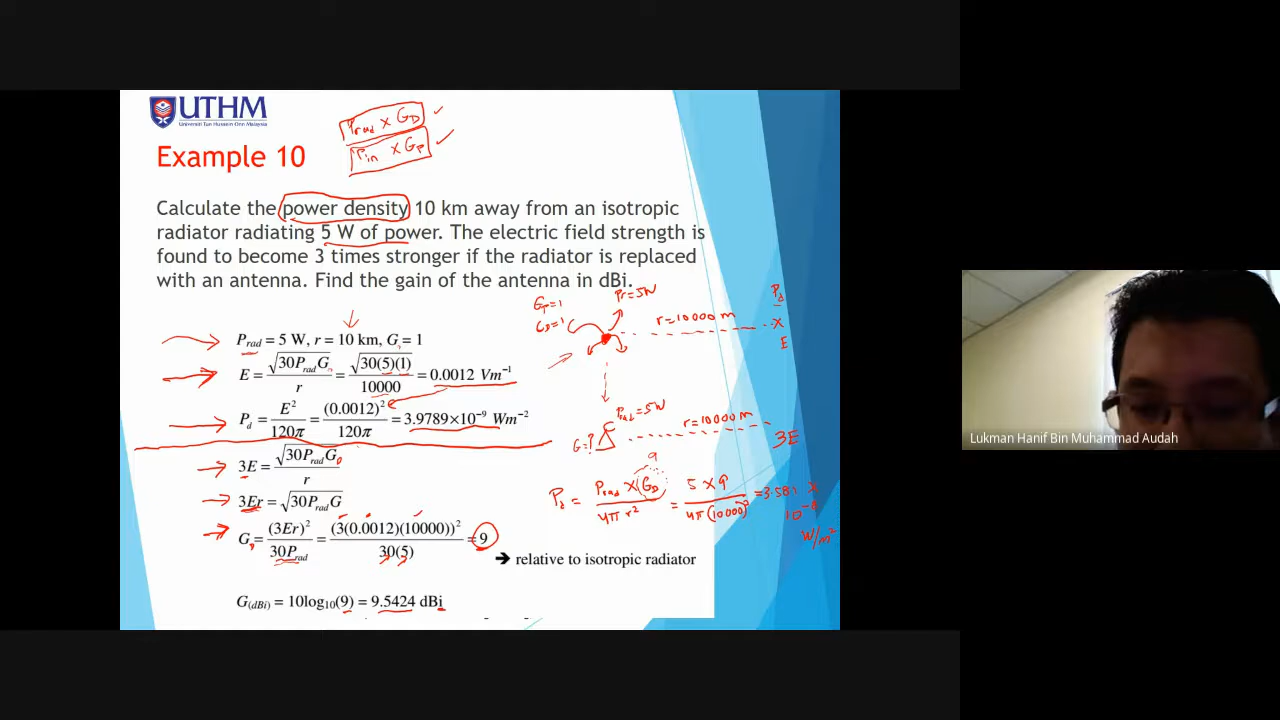 UTHM
Universiti Tun Hussein Onn Malaysia
Prad × GD
Pin × GP
Example 10
Calculate the power density 10 km away from an isotropic
radiator radiating 5 W of power. The electric field strength is
found to become 3 times stronger if the radiator is replaced
with an antenna. Find the gain of the antenna in dBi.
Prad = 5 W, r = 10 km, G = 1
E = √30PradG / r = √30(5)(1) / 10000 = 0.0012 Vm⁻¹
Pd = E² / 120π = (0.0012)² / 120π = 3.9789×10⁻⁹ Wm⁻²
3E = √30PradG / r
3Er = √30PradG
G = (3Er)² / 30Prad = (3(0.0012)(10000))² / 30(5) = 9
➔ relative to isotropic radiator
G(dBi) = 10log10(9) = 9.5424 dBi
GP=1
GD=1
Pr=5W
r=10000 m
Pd
X
E
Prad=5W
r=10000 m
G=?
3E
9
Pd = Prad × GD / 4πr² = 5 × 9 / 4π(10000)²
W/m²
Lukman Hanif Bin Muhammad Audah